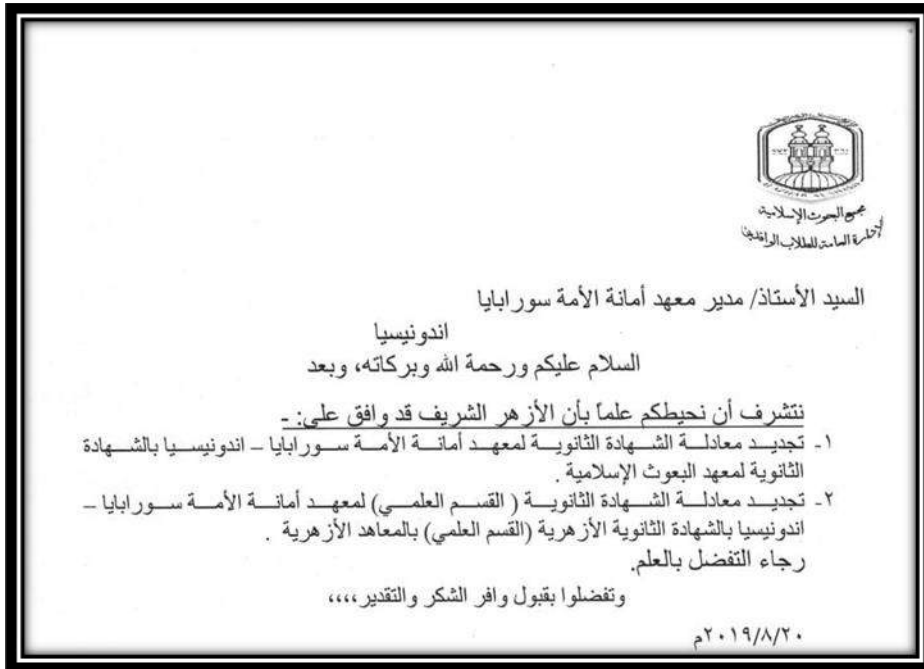 مجمع البحوث الإسلامية
الإدارة العامة للطلاب الوافدين
السيد الأستاذ/ مدير معهد أمانة الأمة سورابايا
اندونيسيا
السلام عليكم ورحمة الله وبركاته، وبعد
نتشرف أن نحيطكم علماً بأن الأزهر الشريف قد وافق على: -
١- تجديد معادلة الشهادة الثانوية لمعهد أمانة الأمة سورابايا – اندونيسيا بالشهادة
الثانوية لمعهد البعوث الإسلامية .
٢- تجديد معادلة الشهادة الثانوية ( القسم العلمي) لمعهد أمانة الأمة سورابايا –
اندونيسيا بالشهادة الثانوية الأزهرية (القسم العلمي) بالمعاهد الأزهرية .
رجاء التفضل بالعلم.
وتفضلوا بقبول وافر الشكر والتقدير،،،،
٢٠١٩/٨/٢٠م